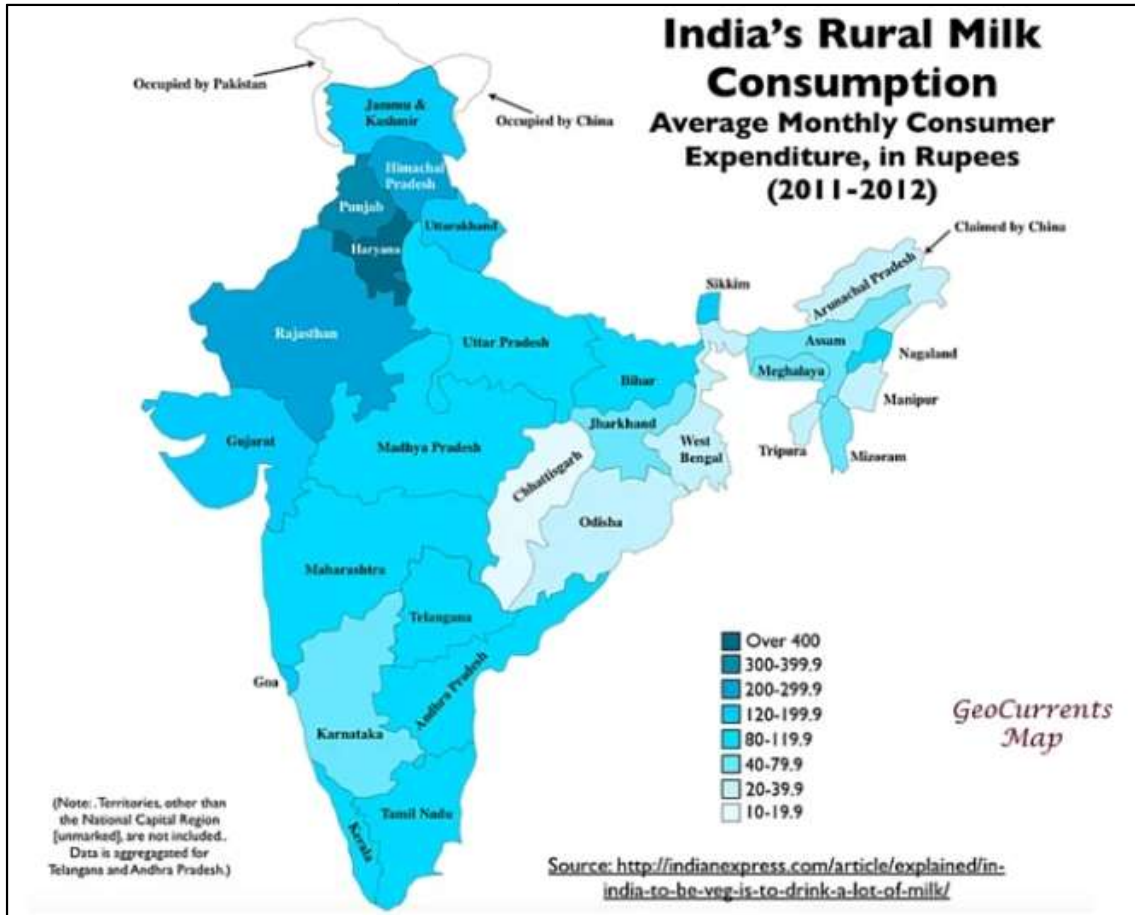 India's Rural Milk
Consumption
Average Monthly Consumer
Expenditure, in Rupees
(2011-2012)
Occupied by Pakistan
Occupied by China
Jammu &
Kashmir
Himachal
Pradesh
Punjab
Uttarakhand
Haryana
Claimed by China
Arunachal Pradesh
Sikkim
Rajasthan
Uttar Pradesh
Assam
Nagaland
Bihar
Meghalaya
Manipur
Gujarat
Madhya Pradesh
Jharkhand
West
Bengal
Tripura
Mizoram
Chhattisgarh
Odisha
Maharashtra
Telangana
Goa
Andhra Pradesh
Karnataka
Tamil Nadu
Kerala
Over 400
300-399.9
200-299.9
120-199.9
80-119.9
40-79.9
20-39.9
10-19.9
GeoCurrents
Map
(Note:. Territories, other than
the National Capital Region
[unmarked], are not included..
Data is aggragated for
Telangana and Andhra Pradesh.)
Source: http://indianexpress.com/article/explained/in-
india-to-be-veg-is-to-drink-a-lot-of-milk/